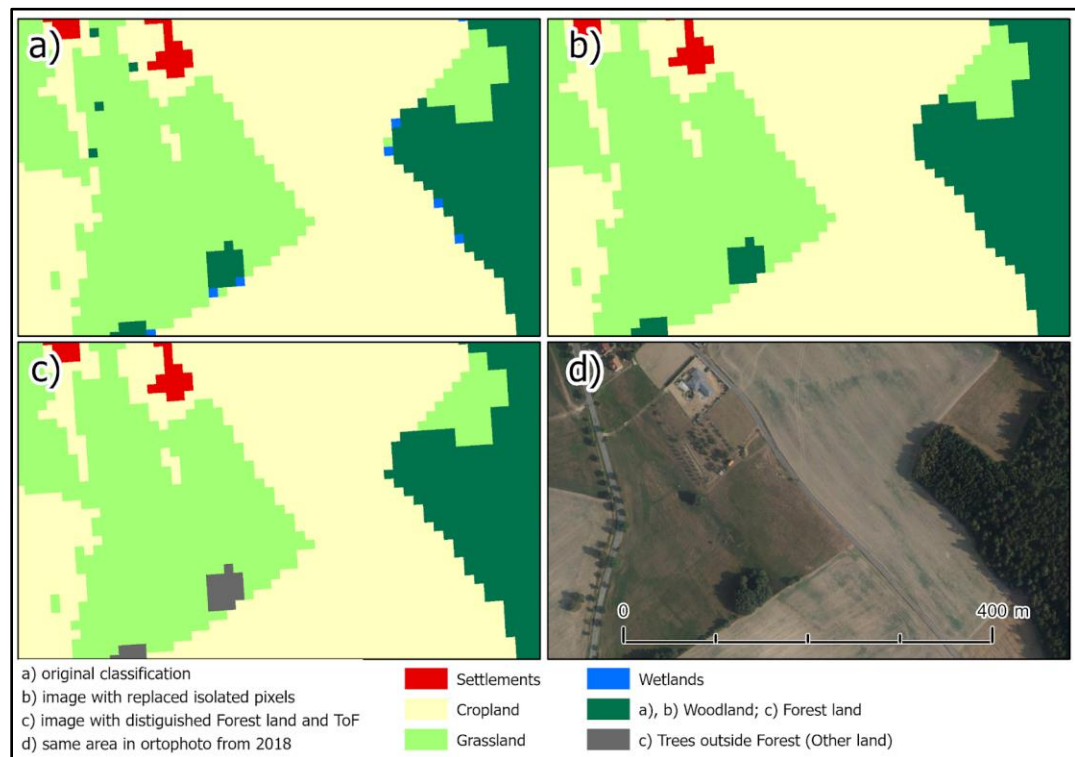 a)
b)
c)
d)
0
400 m
a) original classification
b) image with replaced isolated pixels
c) image with distiguished Forest land and ToF
d) same area in ortophoto from 2018
Settlements
Cropland
Grassland
Wetlands
a), b) Woodland; c) Forest land
c) Trees outside Forest (Other land)